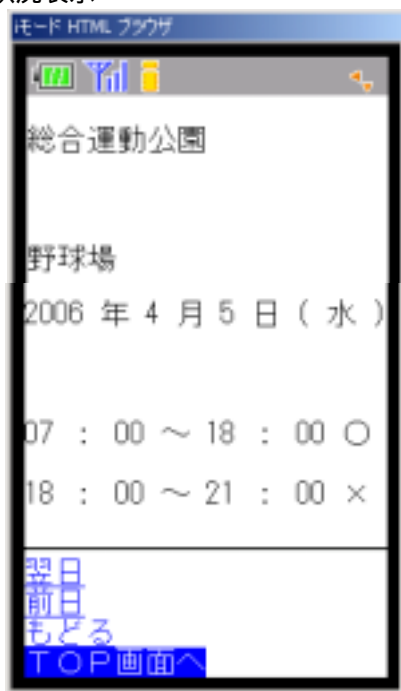 iモード HTML ブラウザ
総合運動公園
野球場
2006 年 4 月 5 日 ( 水 )
07 : 00 ～ 18 : 00 ○
18 : 00 ～ 21 : 00 ×
翌日
前日
もどる
ＴＯＰ画面へ